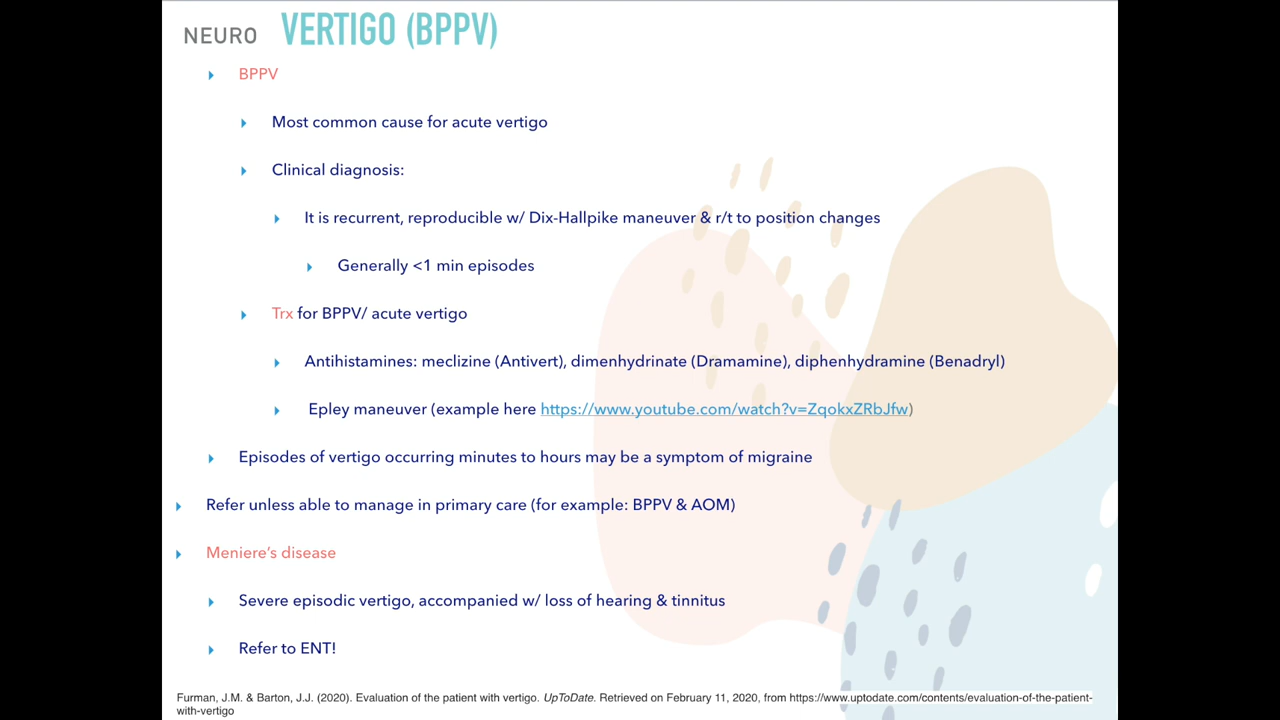 NEURO VERTIGO (BPPV)
BPPV
Most common cause for acute vertigo
Clinical diagnosis:
It is recurrent, reproducible w/ Dix-Hallpike maneuver & r/t to position changes
Generally <1 min episodes
Trx for BPPV/ acute vertigo
Antihistamines: meclizine (Antivert), dimenhydrinate (Dramamine), diphenhydramine (Benadryl)
Epley maneuver (example here https://www.youtube.com/watch?v=ZqokxZRbJfw)
Episodes of vertigo occurring minutes to hours may be a symptom of migraine
Refer unless able to manage in primary care (for example: BPPV & AOM)
Meniere's disease
Severe episodic vertigo, accompanied w/ loss of hearing & tinnitus
Refer to ENT!
Furman, J.M. & Barton, J.J. (2020). Evaluation of the patient with vertigo. UpToDate. Retrieved on February 11, 2020, from https://www.uptodate.com/contents/evaluation-of-the-patient-
with-vertigo